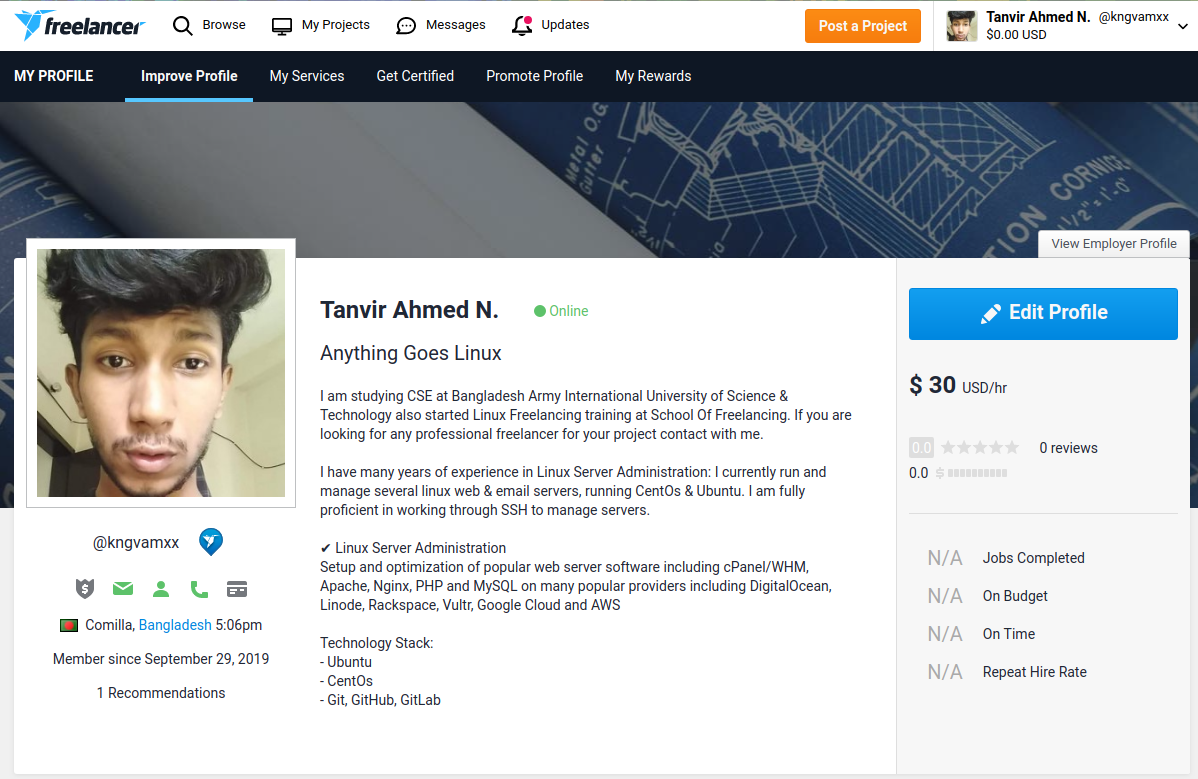 freelancer Browse My Projects Messages Updates Post a Project Tanvir Ahmed N. @kngvamxx
$0.00 USD
MY PROFILE Improve Profile My Services Get Certified Promote Profile My Rewards
Metal O.G.
Gutter
TION CORNICE
1/2"=1'-0"
View Employer Profile
Tanvir Ahmed N. Online
Anything Goes Linux
I am studying CSE at Bangladesh Army International University of Science &
Technology also started Linux Freelancing training at School Of Freelancing. If you are
looking for any professional freelancer for your project contact with me.
I have many years of experience in Linux Server Administration: I currently run and
manage several linux web & email servers, running CentOs & Ubuntu. I am fully
proficient in working through SSH to manage servers.
✔ Linux Server Administration
Setup and optimization of popular web server software including cPanel/WHM,
Apache, Nginx, PHP and MySQL on many popular providers including DigitalOcean,
Linode, Rackspace, Vultr, Google Cloud and AWS
Technology Stack:
- Ubuntu
- CentOs
- Git, GitHub, GitLab
@kngvamxx
Comilla, Bangladesh 5:06pm
Member since September 29, 2019
1 Recommendations
Edit Profile
$ 30 USD/hr
0.0 0 reviews
0.0 $
N/A Jobs Completed
N/A On Budget
N/A On Time
N/A Repeat Hire Rate